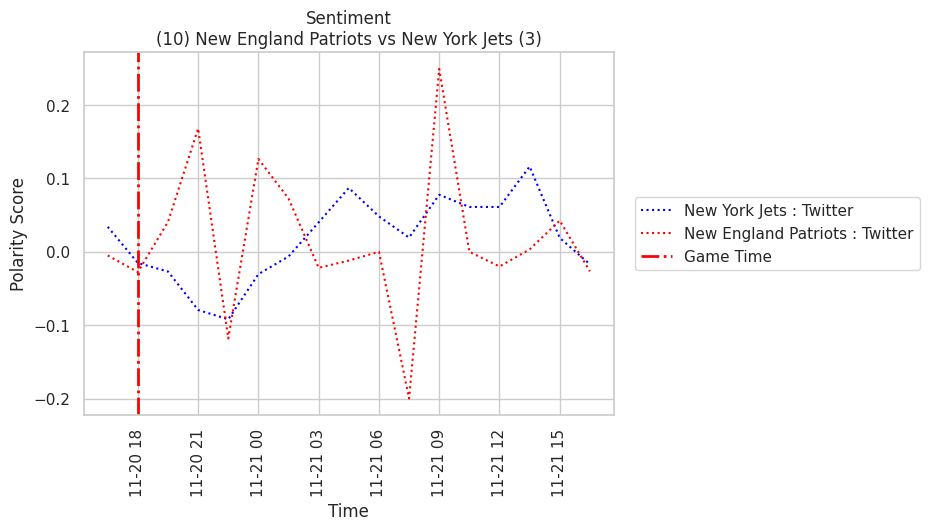 Sentiment
(10) New England Patriots vs New York Jets (3)
Polarity Score
0.2
0.1
0.0
−0.1
−0.2
11-20 18
11-20 21
11-21 00
11-21 03
11-21 06
11-21 09
11-21 12
11-21 15
Time
New York Jets : Twitter
New England Patriots : Twitter
Game Time